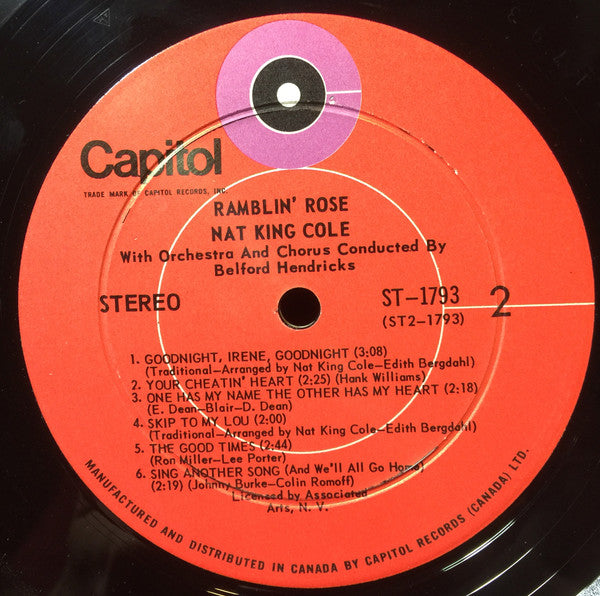 Capitol
TRADE MARK OF CAPITOL RECORDS, INC.
RAMBLIN' ROSE
NAT KING COLE
With Orchestra And Chorus Conducted By
Belford Hendricks
STEREO
ST-1793
2
(ST2-1793)
1. GOODNIGHT, IRENE, GOODNIGHT (3:08)
(Traditional-Arranged by Nat King Cole-Edith Bergdahl)
2. YOUR CHEATIN' HEART (2:25) (Hank Williams)
3. ONE HAS MY NAME THE OTHER HAS MY HEART (2:18)
(E. Dean-Blair-D. Dean)
4. SKIP TO MY LOU (2:00)
(Traditional-Arranged by Nat King Cole-Edith Bergdahl)
5. THE GOOD TIMES (2:44)
(Ron Miller-Lee Porter)
6. SING ANOTHER SONG (And We'll All Go Home)
(2:19) (Johnny Burke-Colin Romoff)
Licensed by Associated
Aris, N. Y.
MANUFACTURED AND DISTRIBUTED IN CANADA BY CAPITOL RECORDS (CANADA) LTD.